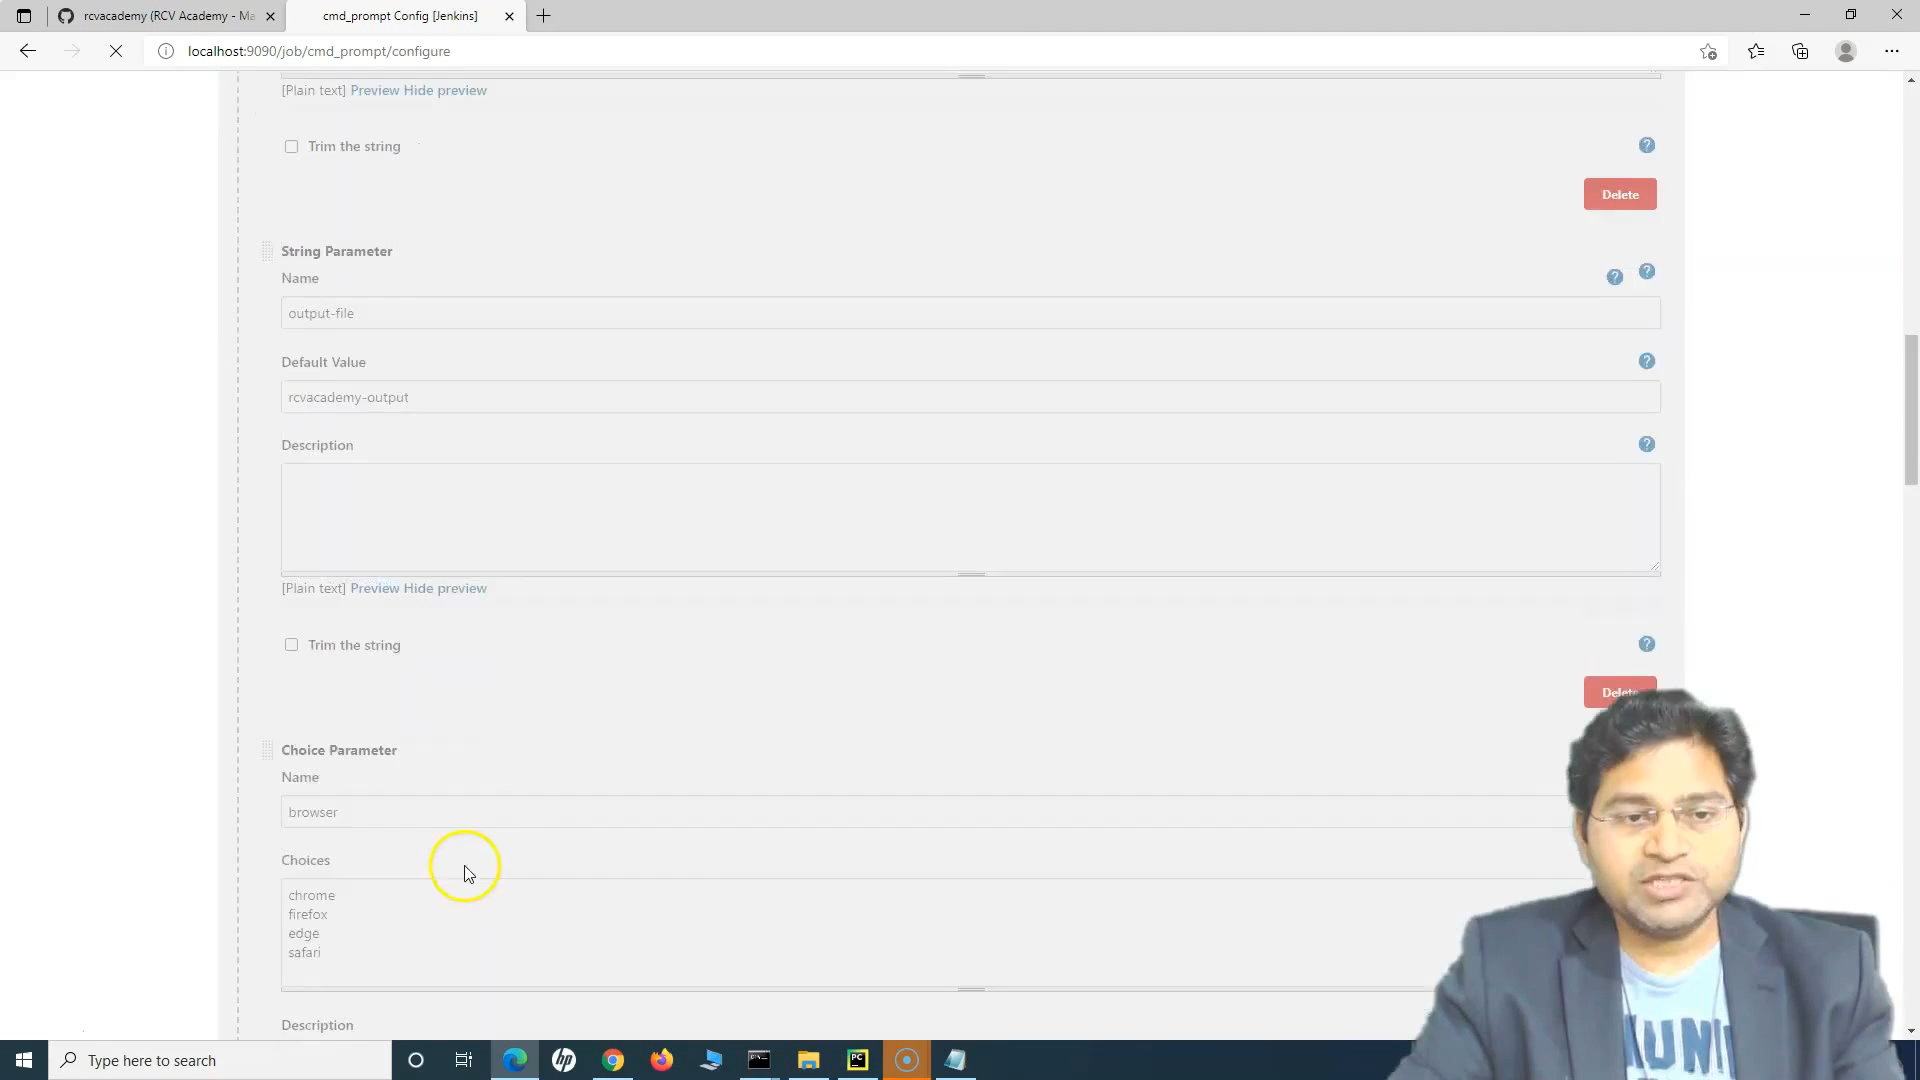 rcvacademy (RCV Academy - Ma
cmd_prompt Config [Jenkins]
localhost:9090/job/cmd_prompt/configure
[Plain text] Preview Hide preview
Trim the string
Delete
String Parameter
Name
output-file
Default Value
rcvacademy-output
Description
[Plain text] Preview Hide preview
Trim the string
Delete
Choice Parameter
Name
browser
Choices
chrome
firefox
edge
safari
Description
Type here to search